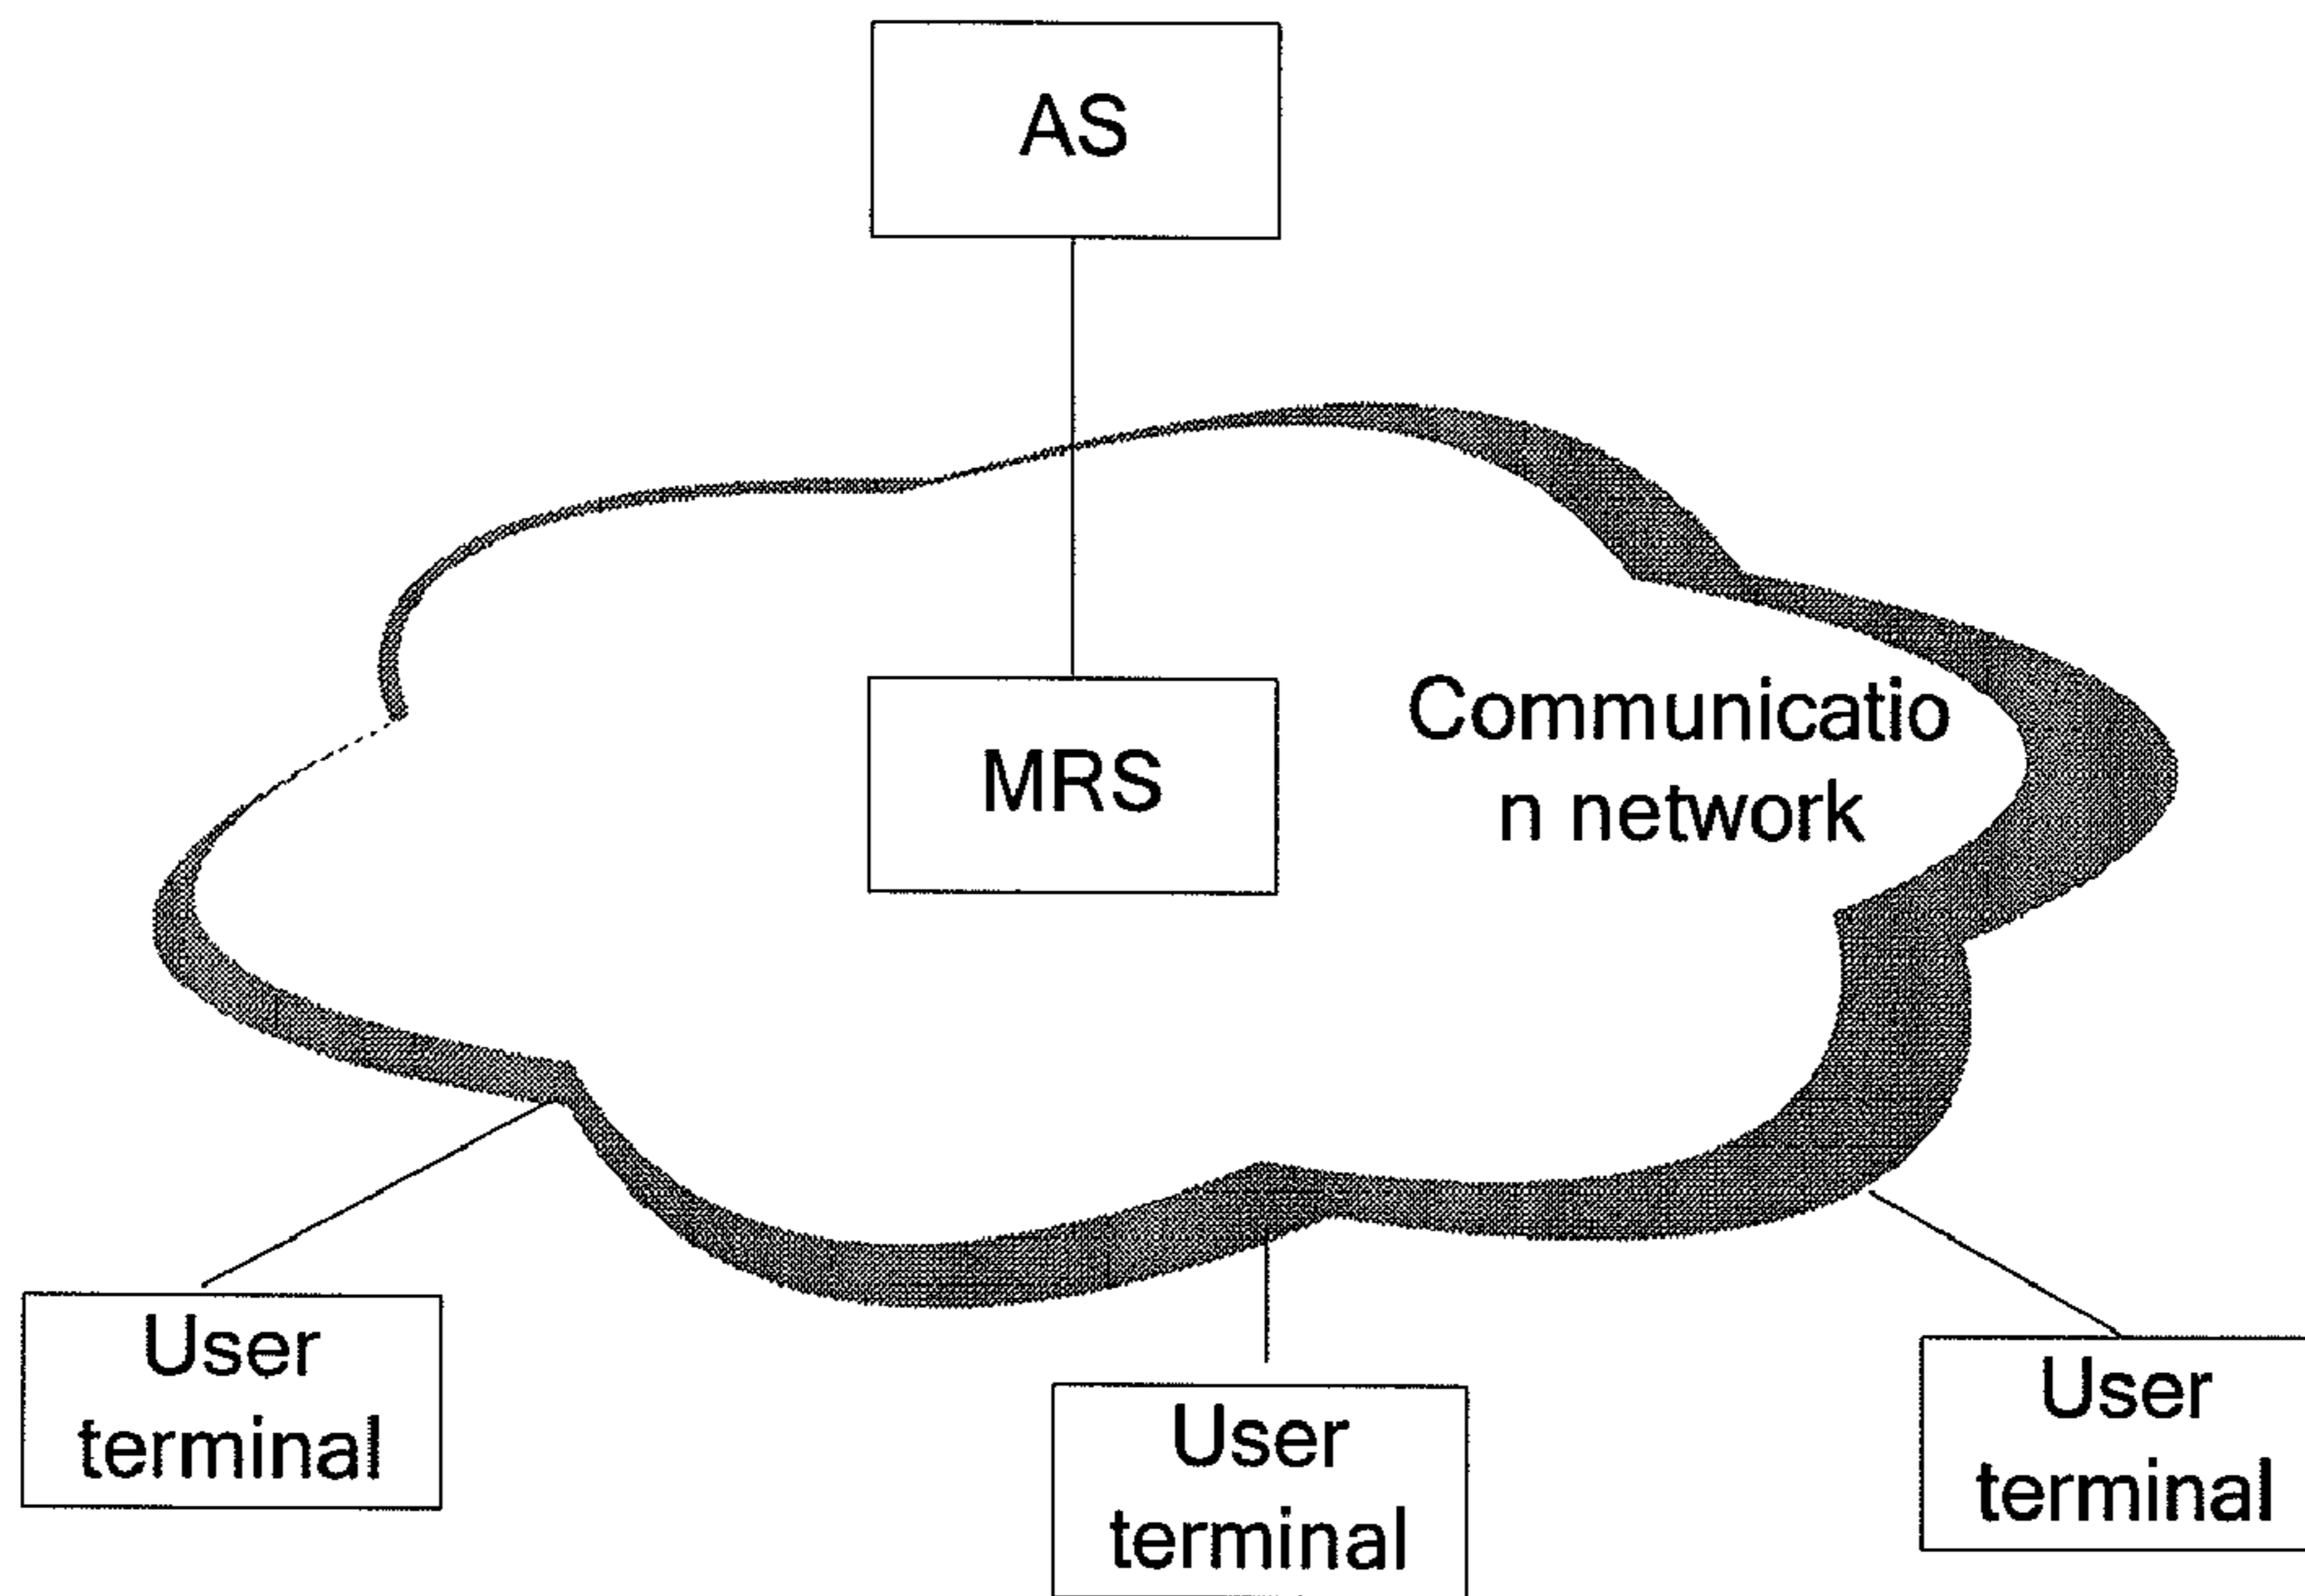 AS
MRS
Communicatio
n network
User
terminal
User
terminal
User
terminal